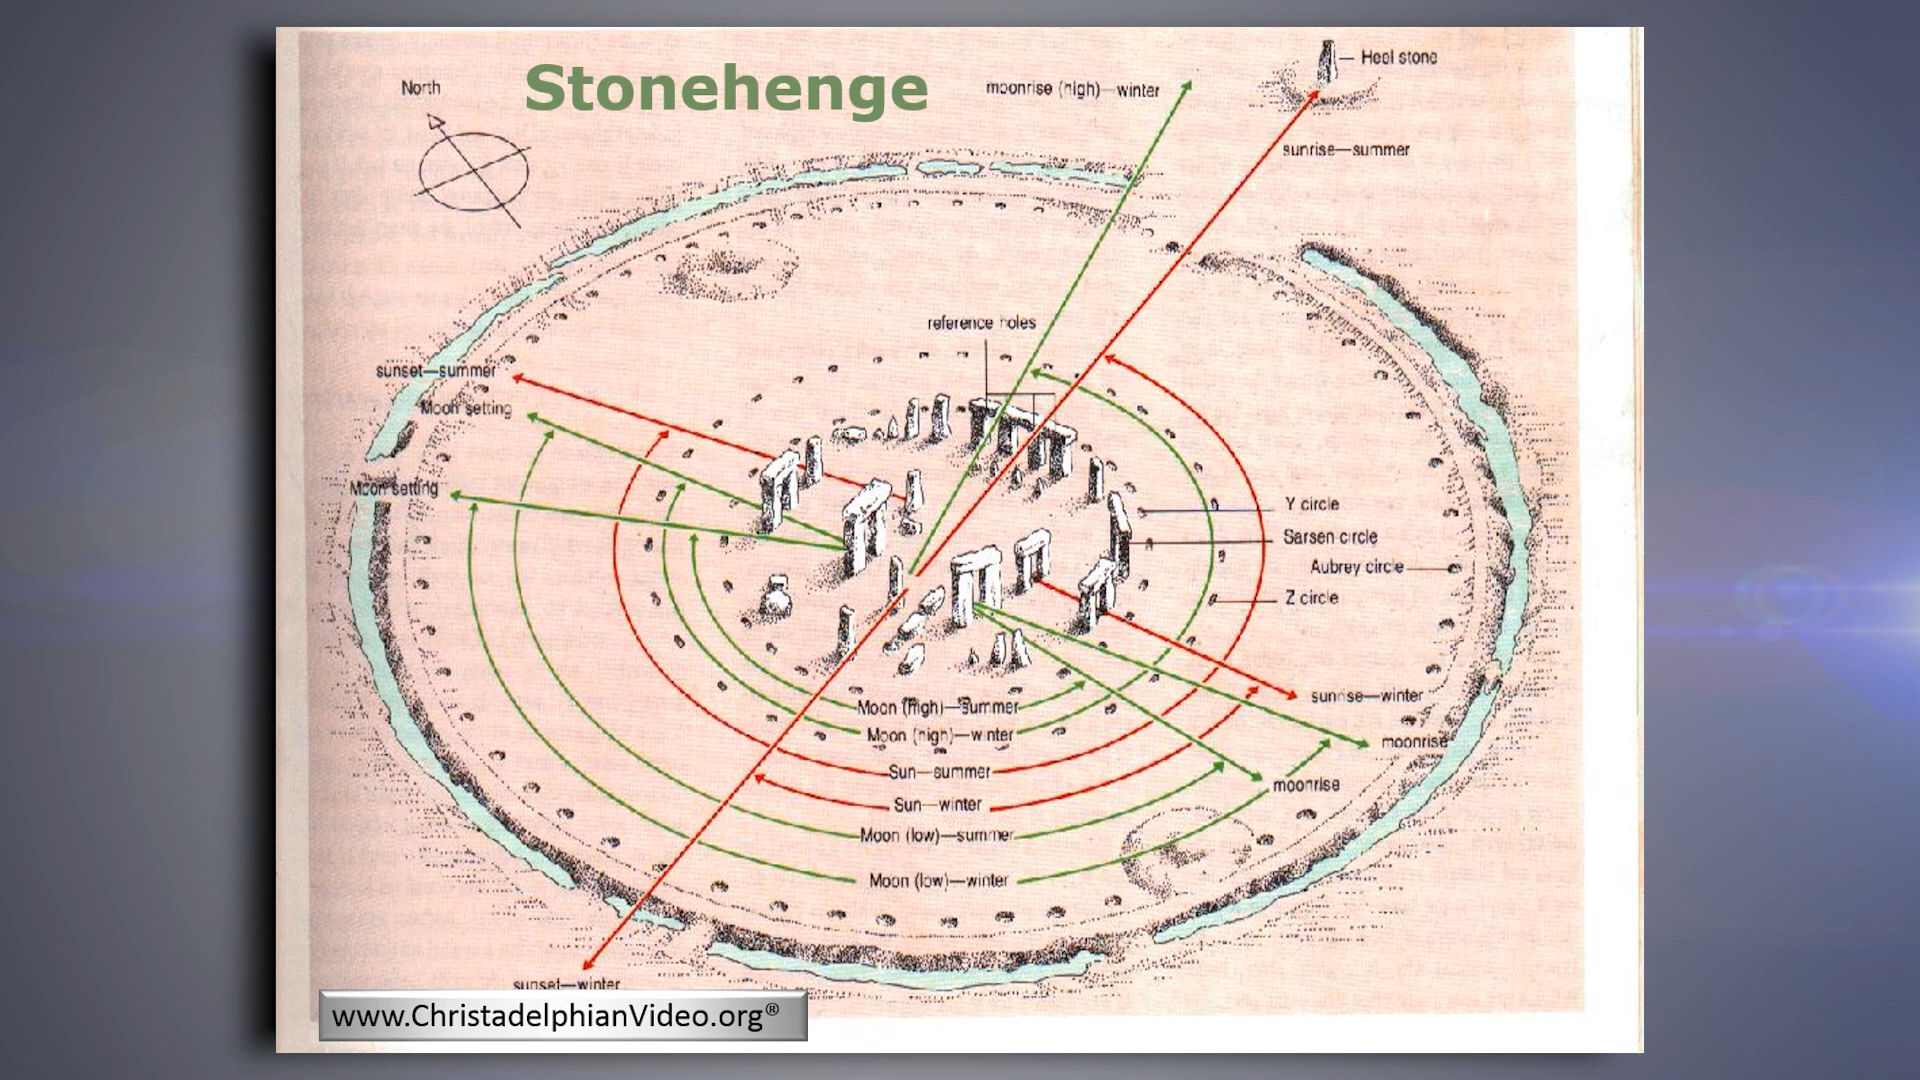 Stonehenge
North
moonrise (high)—winter
Heel stone
sunrise—summer
reference holes
sunset—summer
Moon setting
Moon setting
Y circle
Sarsen circle
Aubrey circle
Z circle
sunrise—winter
moonrise
moonrise
Moon (high)—summer
Moon (high)—winter
Sun—summer
Sun—winter
Moon (low)—summer
Moon (low)—winter
sunset—winter
www.ChristadelphianVideo.org®